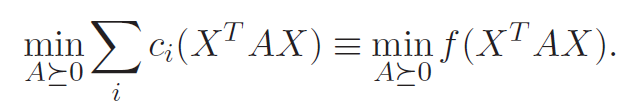 min_{A⪰0} ∑_i c_i(X^T AX) ≡ min_{A⪰0} f(X^T AX).